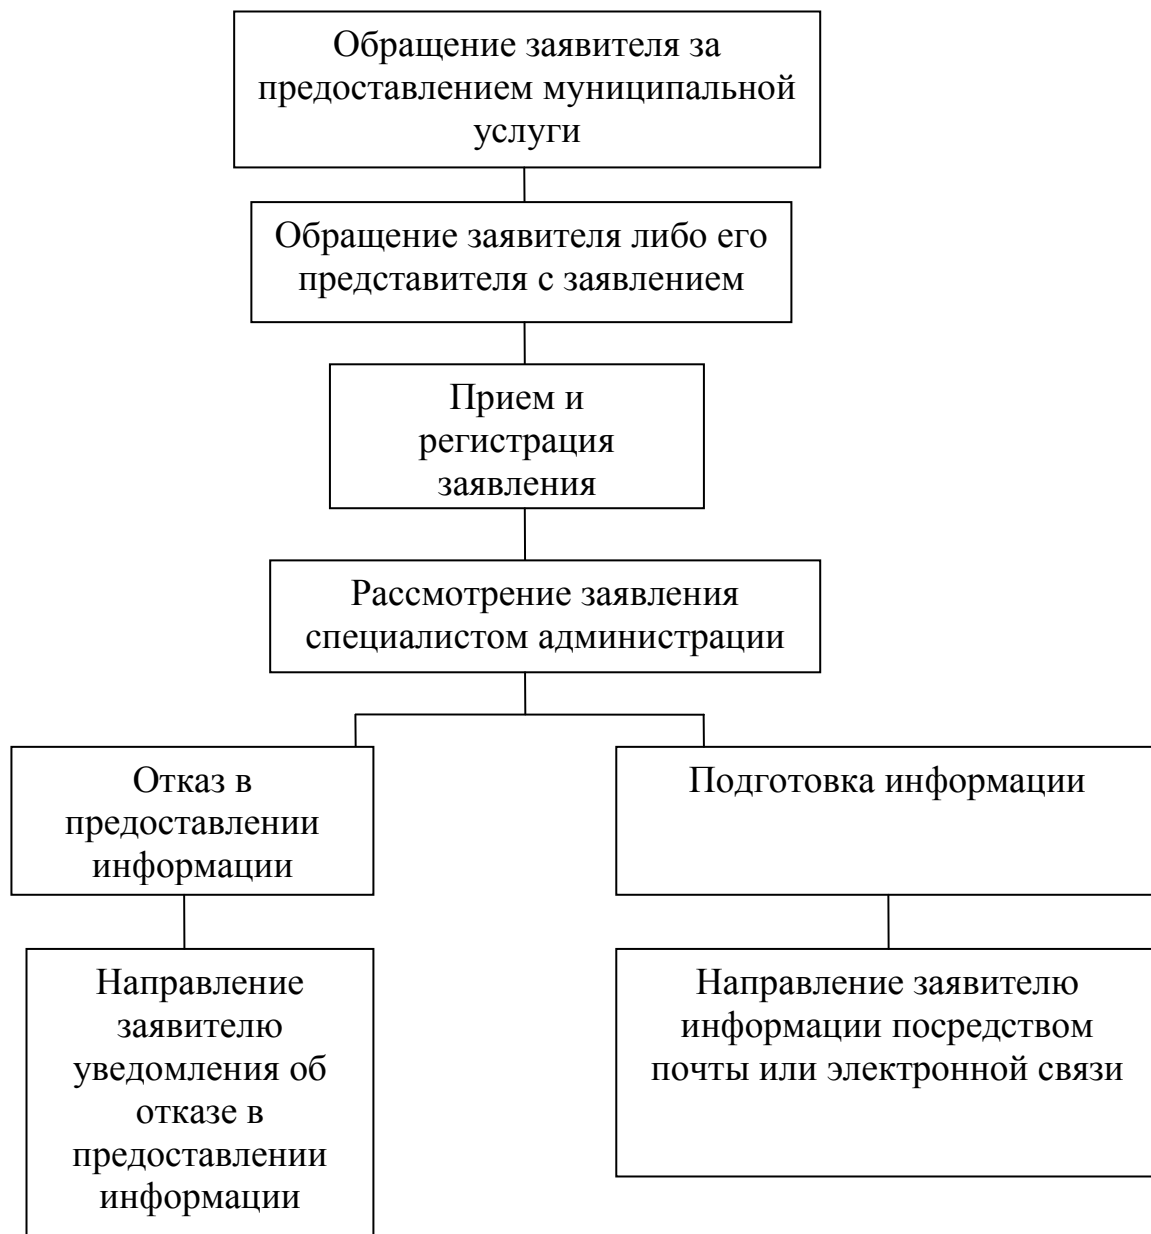 Обращение заявителя за
предоставлением муниципальной
услуги
Обращение заявителя либо его
представителя с заявлением
Прием и
регистрация
заявления
Рассмотрение заявления
специалистом администрации
Отказ в
предоставлении
информации
Подготовка информации
Направление
заявителю
уведомления об
отказе в
предоставлении
информации
Направление заявителю
информации посредством
почты или электронной связи